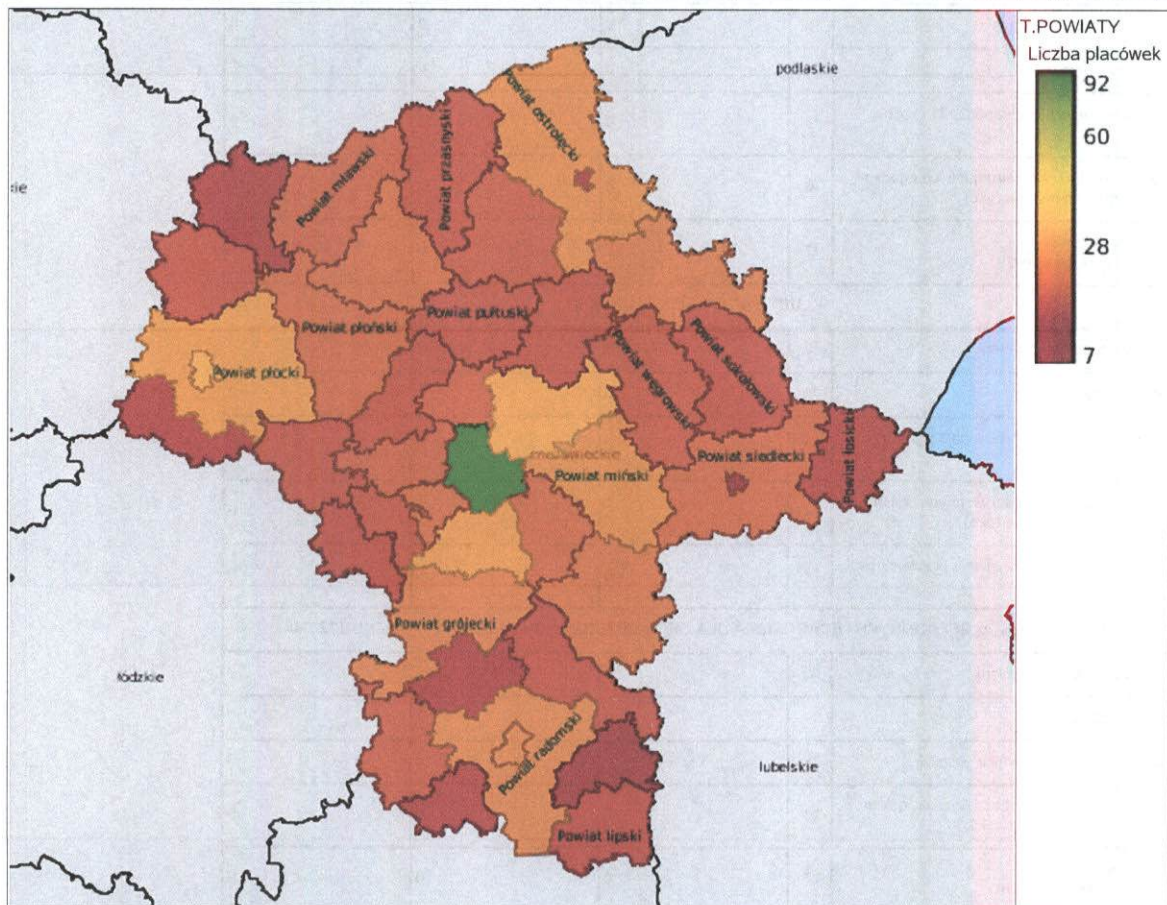 T.POWIATY
Liczba placówek
92
60
28
7
podlaskie
kie
Powiat ostrołęcki
Powiat przasnyski
Powiat mławski
Powiat płoński
Powiat pułtuski
Powiat węgrowski
Powiat sokołowski
Powiat płocki
mazowieckie
Powiat miński
Powiat siedlecki
Powiat łosicki
Powiat grójecki
łódzkie
Powiat radomski
lubelskie
Powiat lipski